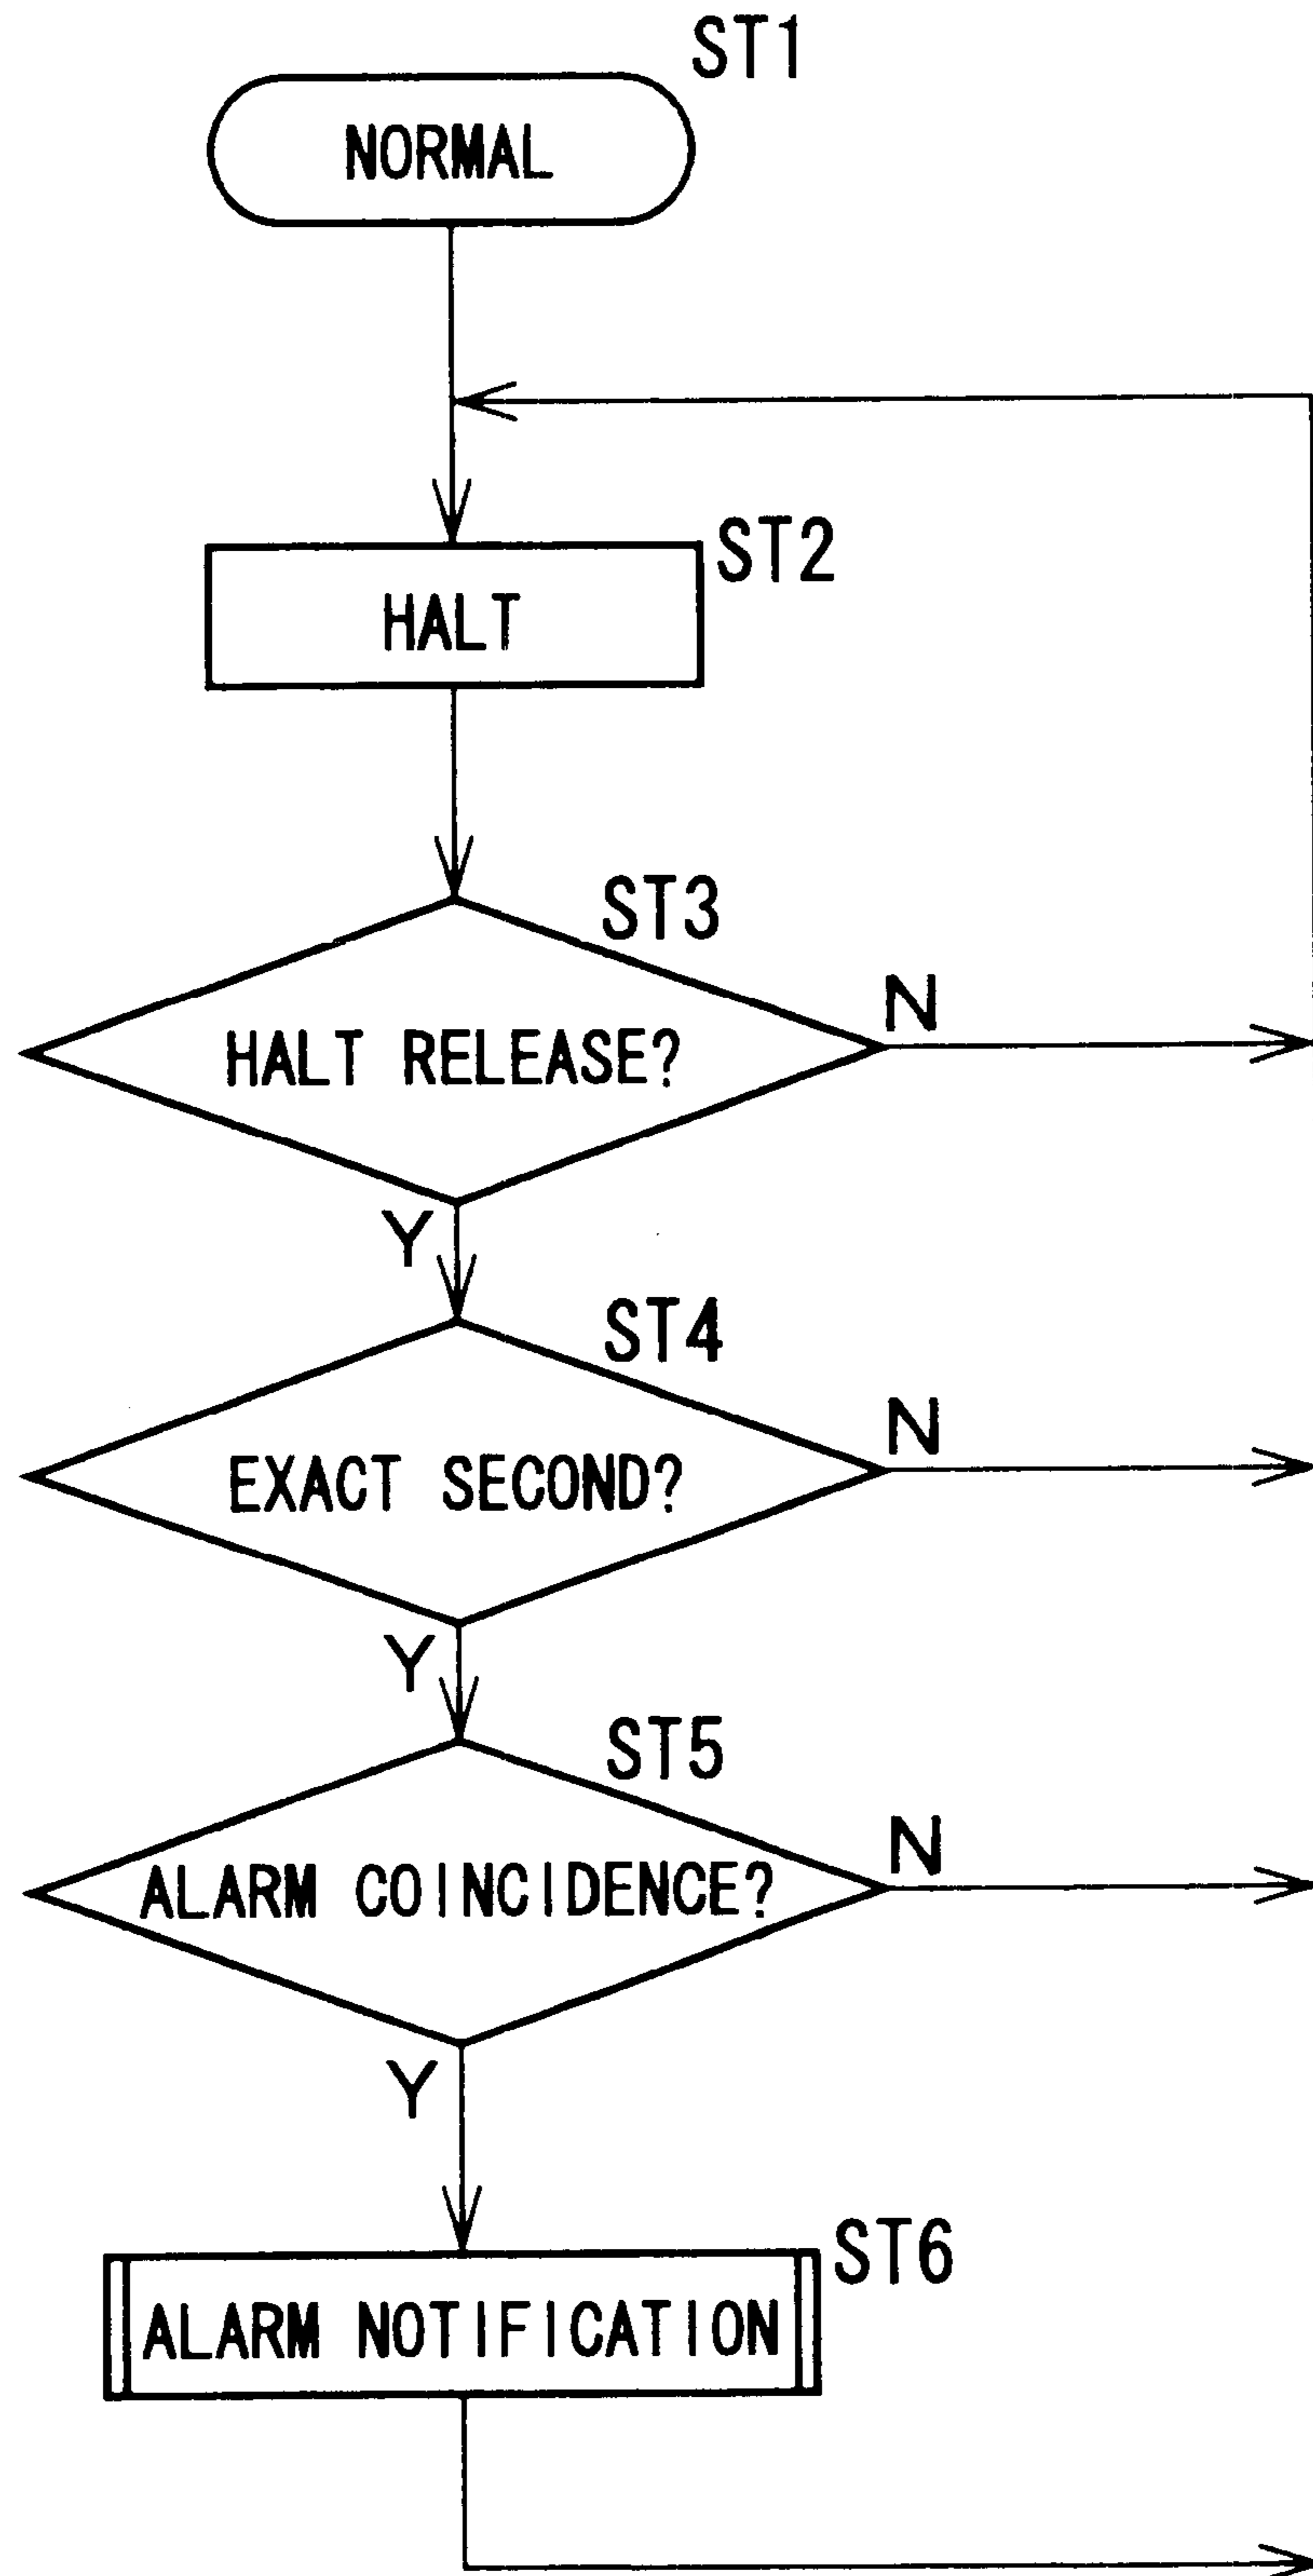 ST1
NORMAL
ST2
HALT
ST3
HALT RELEASE?
N
Y
ST4
EXACT SECOND?
N
Y
ST5
ALARM COINCIDENCE?
N
Y
ST6
ALARM NOTIFICATION